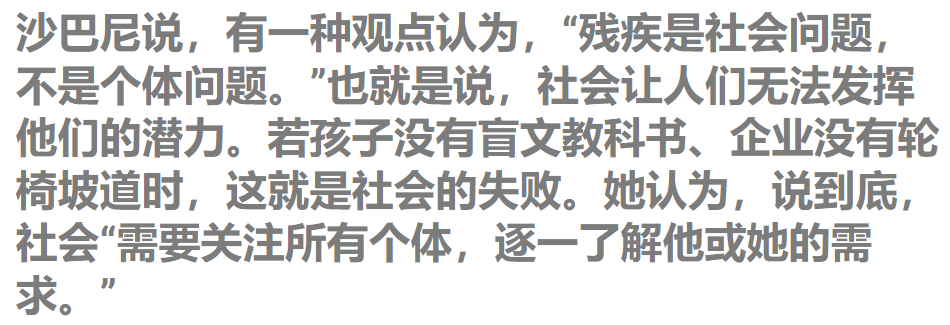 沙巴尼说，有一种观点认为，“残疾是社会问题，
不是个体问题。”也就是说，社会让人们无法发挥
他们的潜力。若孩子没有盲文教科书、企业没有轮
椅坡道时，这就是社会的失败。她认为，说到底，
社会“需要关注所有个体，逐一了解他或她的需
求。”